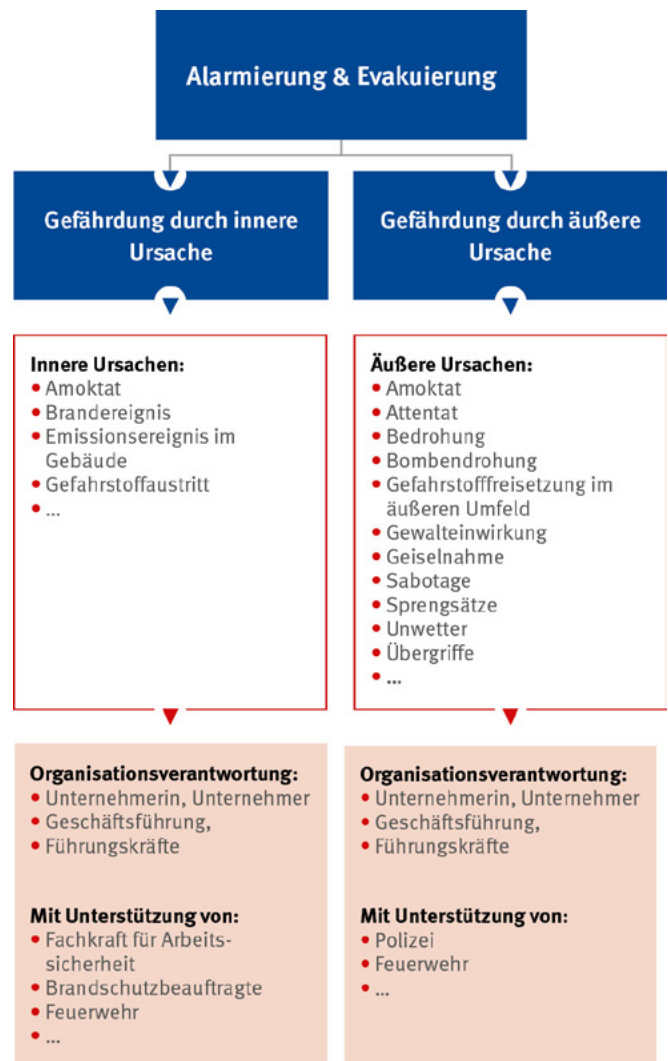 Alarmierung & Evakuierung
Gefährdung durch innere
Ursache
Innere Ursachen:
• Amoktat
• Brandereignis
• Emissionsereignis im
Gebäude
• Gefahrstoffaustritt
• ...
Organisationsverantwortung:
• Unternehmerin, Unternehmer
• Geschäftsführung,
• Führungskräfte
Mit Unterstützung von:
• Fachkraft für Arbeits-
sicherheit
• Brandschutzbeauftragte
• Feuerwehr
• ...
Gefährdung durch äußere
Ursache
Äußere Ursachen:
• Amoktat
• Attentat
• Bedrohung
• Bombendrohung
• Gefahrstofffreisetzung im
äußeren Umfeld
• Gewalteinwirkung
• Geiselnahme
• Sabotage
• Sprengsätze
• Unwetter
• Übergriffe
• ...
Organisationsverantwortung:
• Unternehmerin, Unternehmer
• Geschäftsführung,
• Führungskräfte
Mit Unterstützung von:
• Polizei
• Feuerwehr
• ...